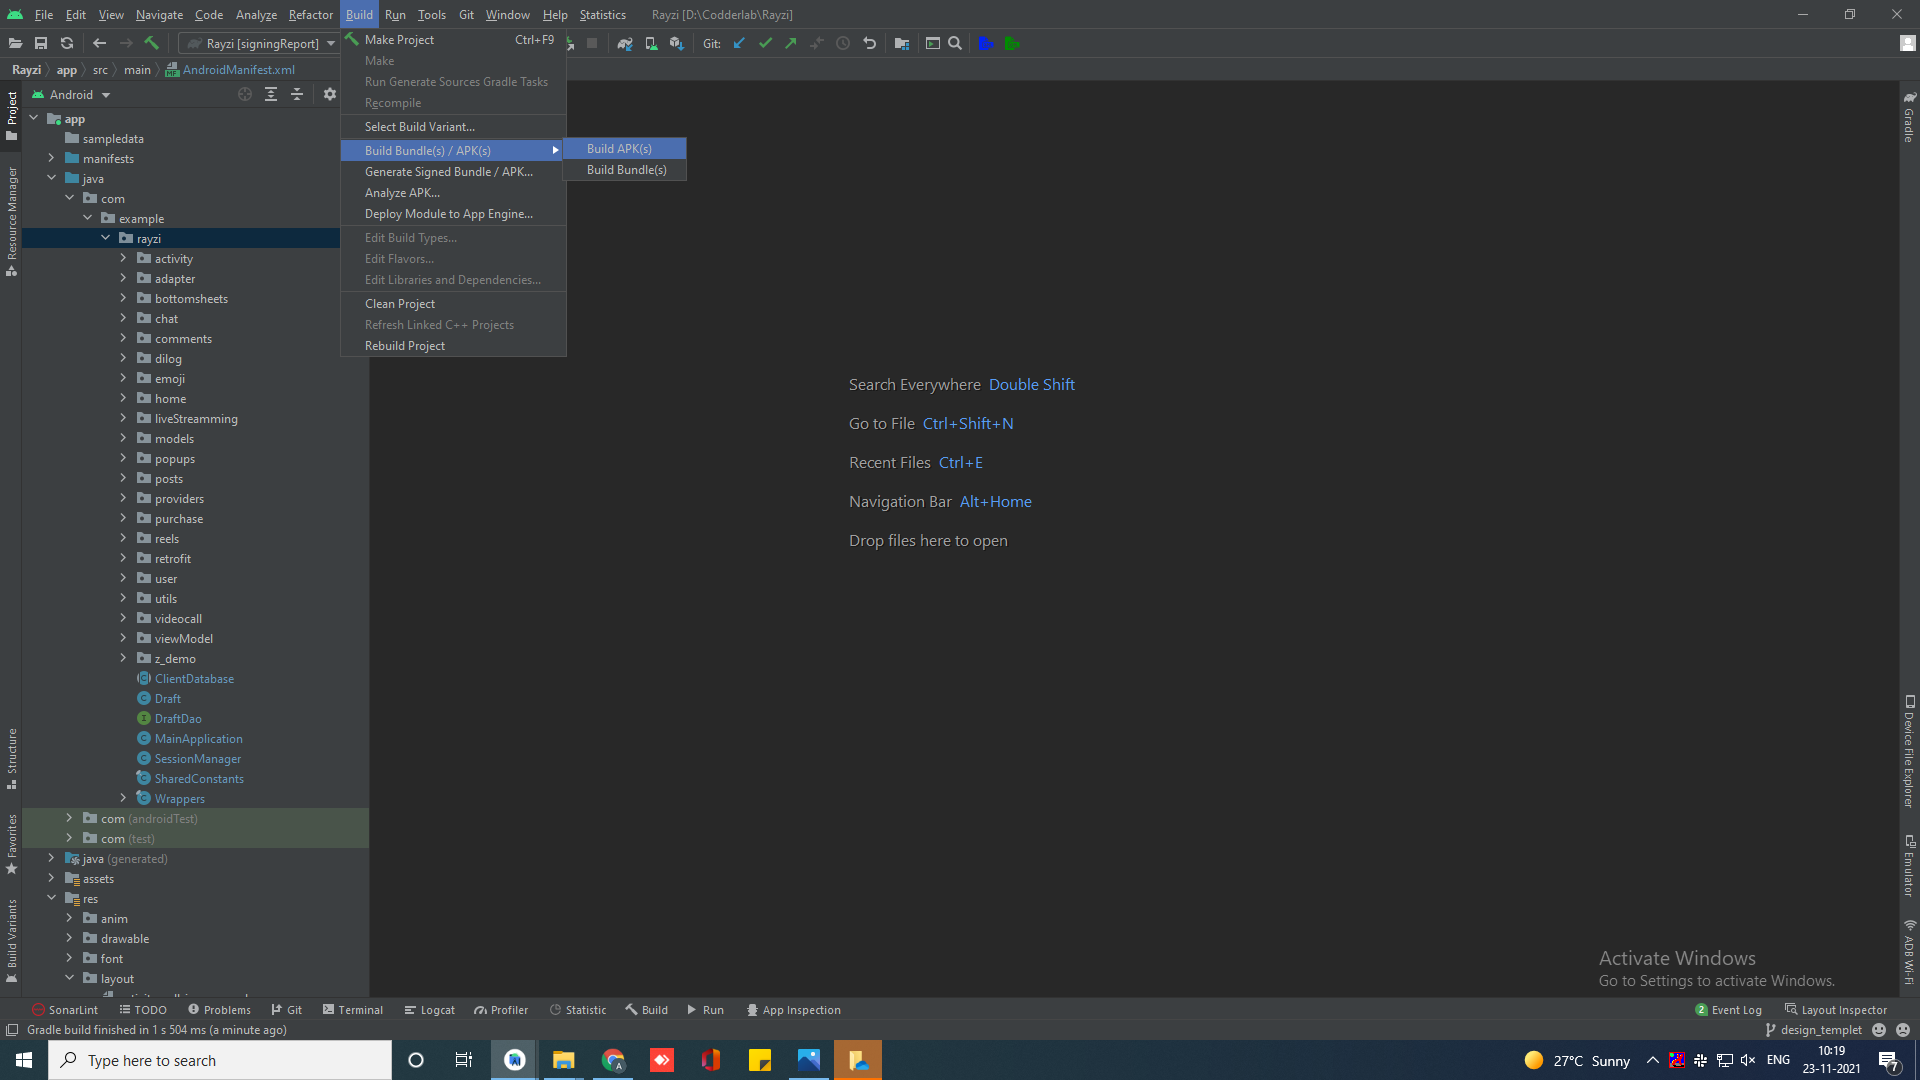 File Edit View Navigate Code Analyze Refactor Build Run Tools Git Window Help Statistics Rayzi [D:\Codderlab\Rayzi]
Rayzi [signingReport]
Git:
Rayzi app src main AndroidManifest.xml
Make Project Ctrl+F9
Make
Run Generate Sources Gradle Tasks
Recompile
Select Build Variant...
Build Bundle(s) / APK(s)
Generate Signed Bundle / APK...
Analyze APK...
Deploy Module to App Engine...
Edit Build Types...
Edit Flavors...
Edit Libraries and Dependencies...
Clean Project
Refresh Linked C++ Projects
Rebuild Project
Build APK(s)
Build Bundle(s)
Project
Resource Manager
Structure
Favorites
Build Variants
Android
app
sampledata
manifests
java
com
example
rayzi
activity
adapter
bottomsheets
chat
comments
dilog
emoji
home
liveStreamming
models
popups
posts
providers
purchase
reels
retrofit
user
utils
videocall
viewModel
z_demo
ClientDatabase
Draft
DraftDao
MainApplication
SessionManager
SharedConstants
Wrappers
com (androidTest)
com (test)
java (generated)
assets
res
anim
drawable
font
layout
Search Everywhere Double Shift
Go to File Ctrl+Shift+N
Recent Files Ctrl+E
Navigation Bar Alt+Home
Drop files here to open
Gradle
Device File Explorer
Emulator
ADB Wi-Fi
Activate Windows
Go to Settings to activate Windows.
SonarLint TODO Problems Git Terminal Logcat Profiler Statistic Build Run App Inspection 2 Event Log Layout Inspector
Gradle build finished in 1 s 504 ms (a minute ago) design_templet
Type here to search
27°C Sunny
ENG
10:19
23-11-2021
7